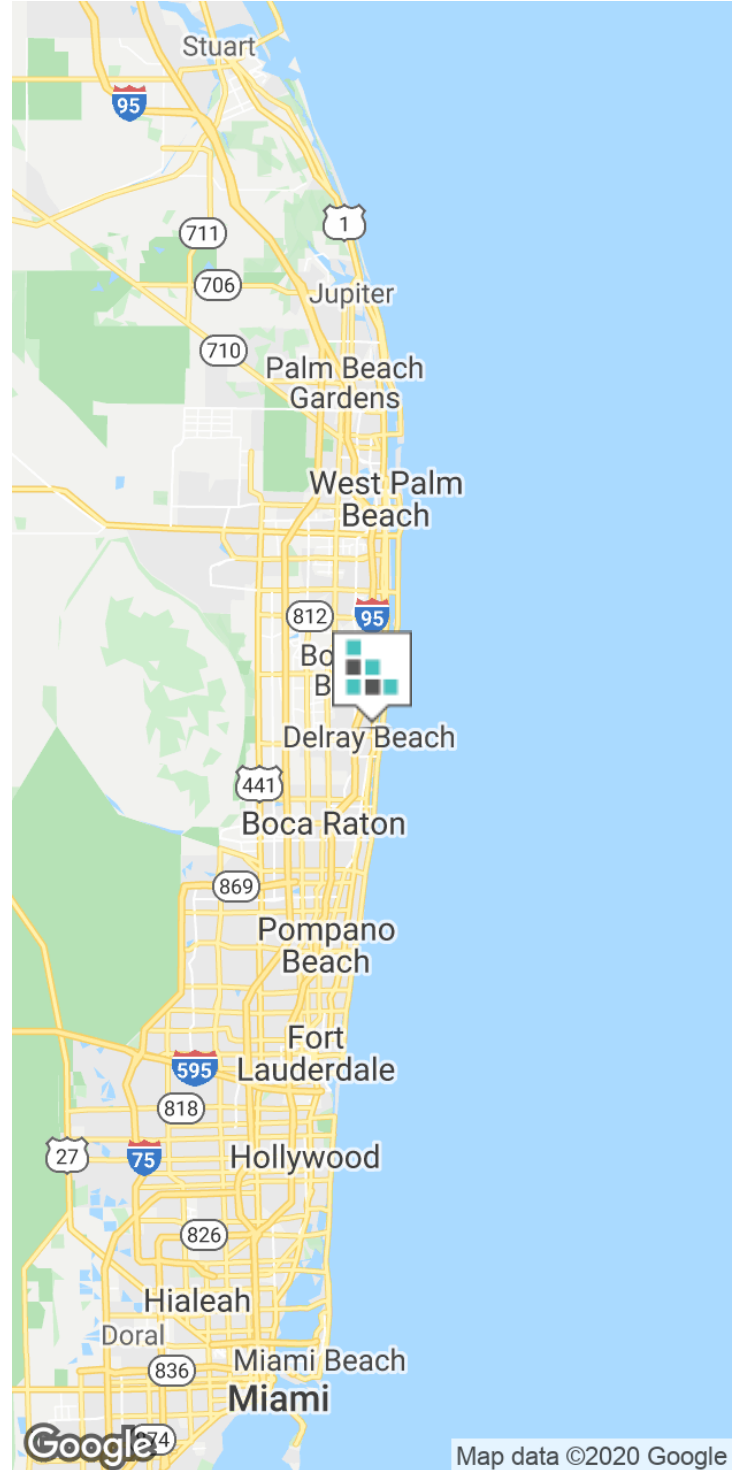 Stuart
95
1
711
706
Jupiter
710
Palm Beach
Gardens
West Palm
Beach
812
95
Bo
B
Delray Beach
441
Boca Raton
869
Pompano
Beach
Fort
Lauderdale
595
818
27
75
Hollywood
826
Hialeah
Doral
Miami Beach
836
Miami
Google
Map data ©2020 Google